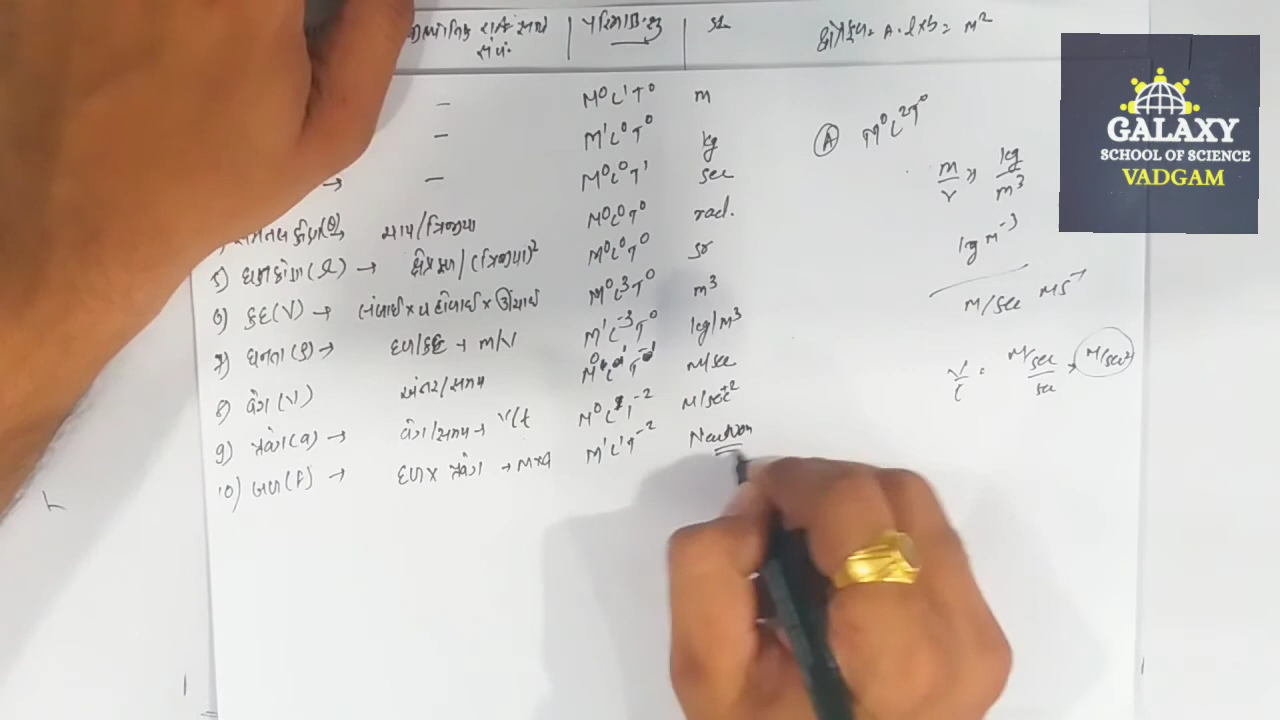 પરિમાણિક
ક્ષેત્રફળ = A = l×b = m²
– M⁰L¹T⁰ m
– M¹L⁰T⁰ kg
→ – M⁰L⁰T¹ sec
(θ) → ચાપ/ત્રિજ્યા M⁰L⁰T⁰ rad.
5) ઘનકોણ (Ω) → ક્ષેત્રફળ/(ત્રિજ્યા)² M⁰L⁰T⁰ sr
6) કદ (V) → લંબાઈ × પહોળાઈ × ઊંચાઈ M⁰L³T⁰ m³
7) ઘનતા → દળ/કદ → m/V M¹L⁻³T⁰ kg/m³
8) વેગ (V) અંતર/સમય M⁰L¹T⁻¹ M/sec
9) પ્રવેગ (a) → વેગ/સમય → V/t M⁰L¹T⁻² M/sec²
10) બળ (F) → દળ × પ્રવેગ → M×a M¹L¹T⁻² Newton
(A) M⁰L²T⁰
m/v kg/m³
kg m⁻³
M/sec MS⁻¹
V/t = M/sec/sec → M/sec²
GALAXY
SCHOOL OF SCIENCE
VADGAM